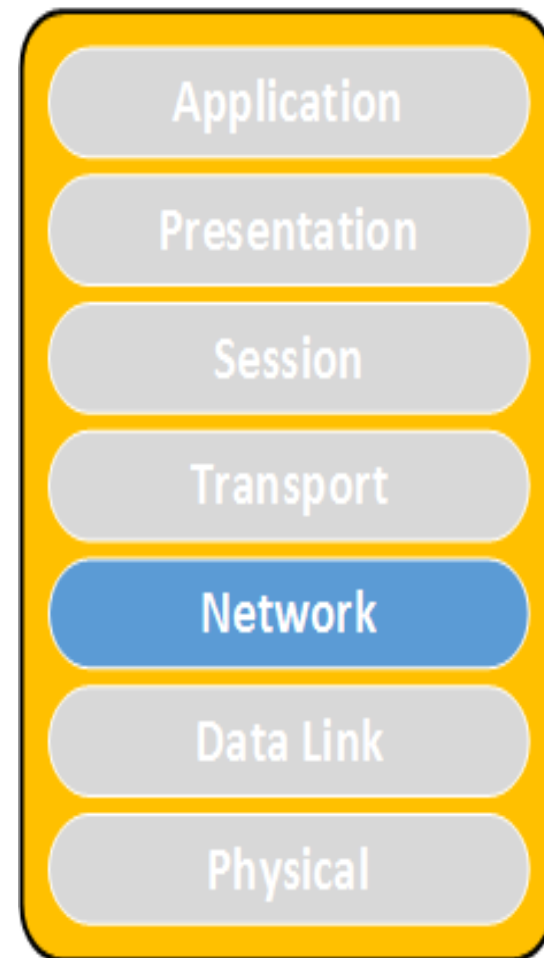 Application
Presentation
Session
Transport
Network
Data Link
Physical